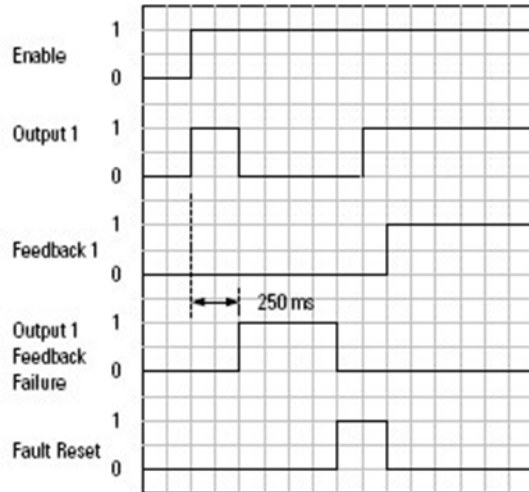 Enable
1
0
Output 1
1
0
Feedback 1
1
0
250 ms
Output 1
Feedback
Failure
1
0
Fault Reset
1
0